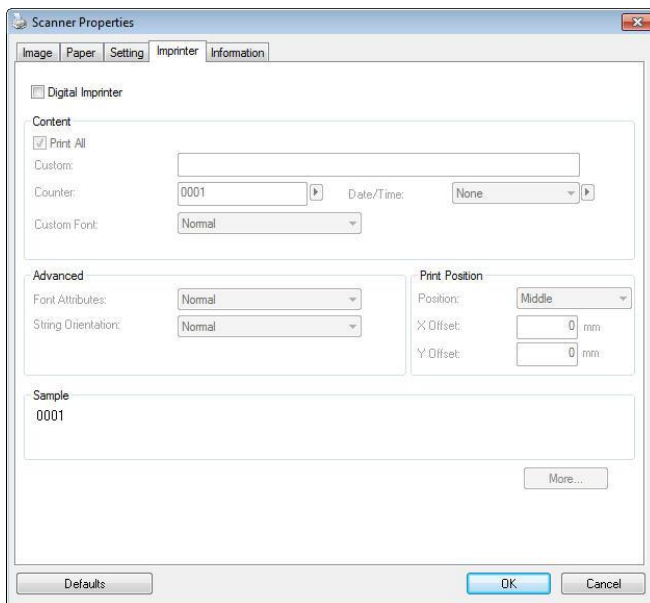 Scanner Properties
Image Paper Setting Imprinter Information
Digital Imprinter
Content
Print All
Custom:
Counter: 0001 Date/Time: None
Custom Font: Normal
Advanced
Font Attributes: Normal
String Orientation: Normal
Print Position
Position: Middle
X Offset: 0 mm
Y Offset: 0 mm
Sample
0001
More...
Defaults OK Cancel